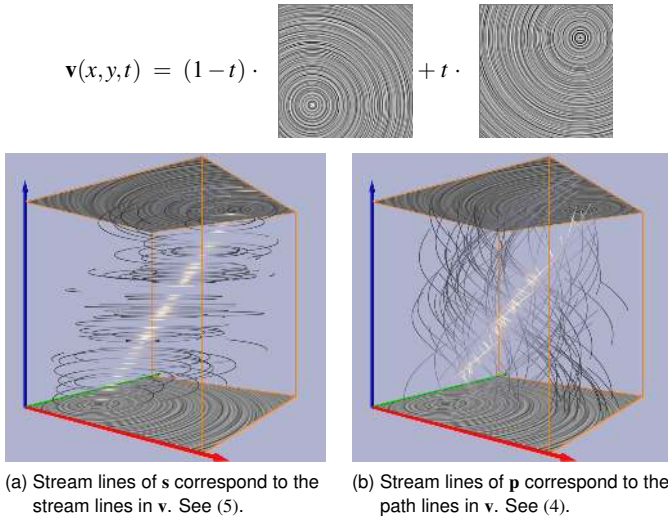 v(x,y,t) = (1−t) · + t ·
(a) Stream lines of s correspond to the
stream lines in v. See (5).
(b) Stream lines of p correspond to the
path lines in v. See (4).